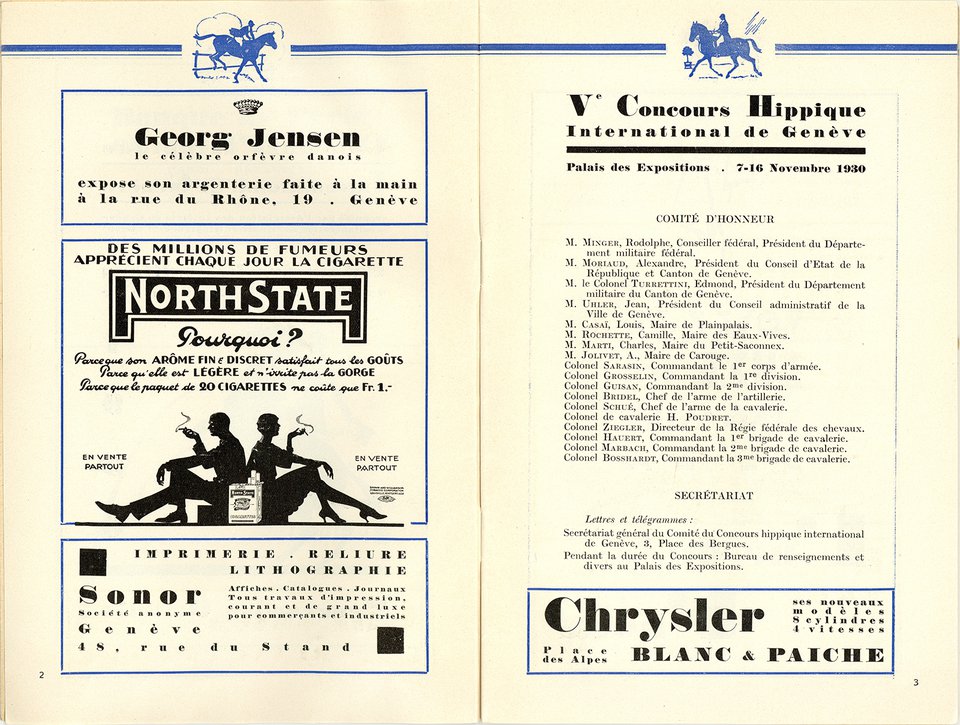 Georg Jensen
le célèbre orfèvre danois
expose son argenterie faite à la main
à la rue du Rhône, 19 . Genève
DES MILLIONS DE FUMEURS
APPRÉCIENT CHAQUE JOUR LA CIGARETTE
NORTH STATE
Pourquoi?
Parce que son ARÔME FIN & DISCRET satisfait tous les GOÛTS
Parce qu'elle est LÉGÈRE et n'irrite pas la GORGE
Parce que le paquet de 20 CIGARETTES ne coûte que Fr. 1.-
EN VENTE
PARTOUT
EN VENTE
PARTOUT
NORTH STATE
CIGARETTES
IMPRIMERIE . RELIURE
LITHOGRAPHIE
Sonor
Société anonyme
Genève
48, rue du Stand
Affiches . Catalogues . Journaux
Tous travaux d'impression,
courant et de grand luxe
pour commerçants et industriels
2
Ve Concours Hippique
International de Genève
Palais des Expositions . 7-16 Novembre 1930
COMITÉ D'HONNEUR
M. MINGER, Rodolphe, Conseiller fédéral, Président du Départe-
ment militaire fédéral.
M. MORIAUD, Alexandre, Président du Conseil d'Etat de la
République et Canton de Genève.
M. le Colonel TURRETTINI, Edmond, Président du Département
militaire du Canton de Genève.
M. UHLER, Jean, Président du Conseil administratif de la
Ville de Genève.
M. CASAÏ, Louis, Maire de Plainpalais.
M. ROCHETTE, Camille, Maire des Eaux-Vives.
M. MARTI, Charles, Maire du Petit-Saconnex.
M. JOLIVET, A., Maire de Carouge.
Colonel SARASIN, Commandant le 1er corps d'armée.
Colonel GROSSELIN, Commandant la 1re division.
Colonel GUISAN, Commandant la 2me division.
Colonel BRIDEL, Chef de l'arme de l'artillerie.
Colonel SCHUÉ, Chef de l'arme de la cavalerie.
Colonel de cavalerie H. POUDRET.
Colonel ZIEGLER, Directeur de la Régie fédérale des chevaux.
Colonel HAUERT, Commandant la 1er brigade de cavalerie.
Colonel MARBACH, Commandant la 2me brigade de cavalerie.
Colonel BOSSHARDT, Commandant la 3me brigade de cavalerie.
SECRÉTARIAT
Lettres et télégrammes :
Secrétariat général du Comité du Concours hippique international
de Genève, 3, Place des Bergues.
Pendant la durée du Concours : Bureau de renseignements et
divers au Palais des Expositions.
Chrysler
ses nouveaux
modèles
8 cylindres
4 vitesses
Place
des Alpes
BLANC & PAICHE
3